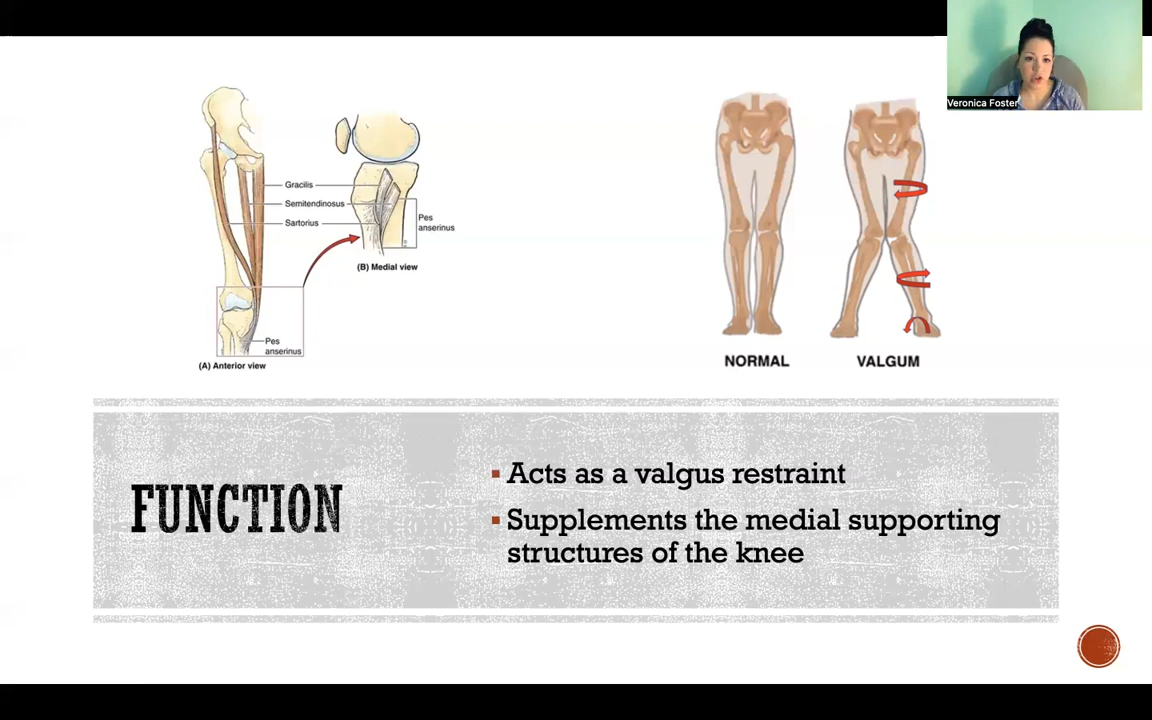 Veronica Foster
Gracilis
Semitendinosus
Sartorius
Pes
anserinus
(B) Medial view
Pes
anserinus
(A) Anterior view
NORMAL
VALGUM
FUNCTION
Acts as a valgus restraint
Supplements the medial supporting
structures of the knee